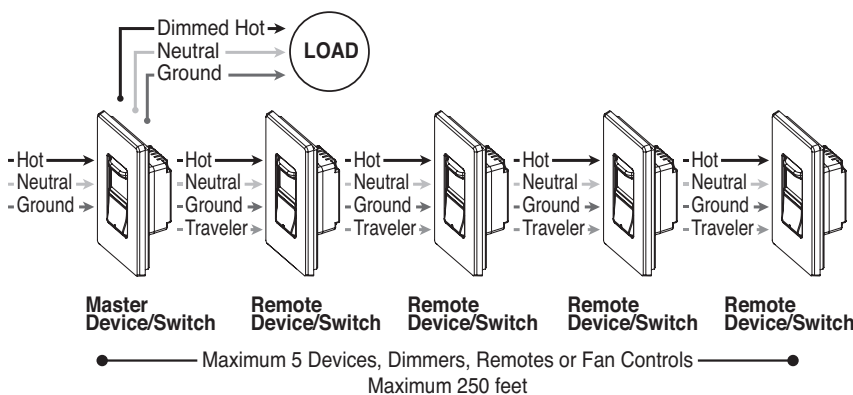 Dimmed Hot
Neutral
Ground
LOAD
Hot
Neutral
Ground
Hot
Neutral
Ground
Traveler
Hot
Neutral
Ground
Traveler
Hot
Neutral
Ground
Traveler
Hot
Neutral
Ground
Traveler
Master
Device/Switch
Remote
Device/Switch
Remote
Device/Switch
Remote
Device/Switch
Remote
Device/Switch
Maximum 5 Devices, Dimmers, Remotes or Fan Controls
Maximum 250 feet